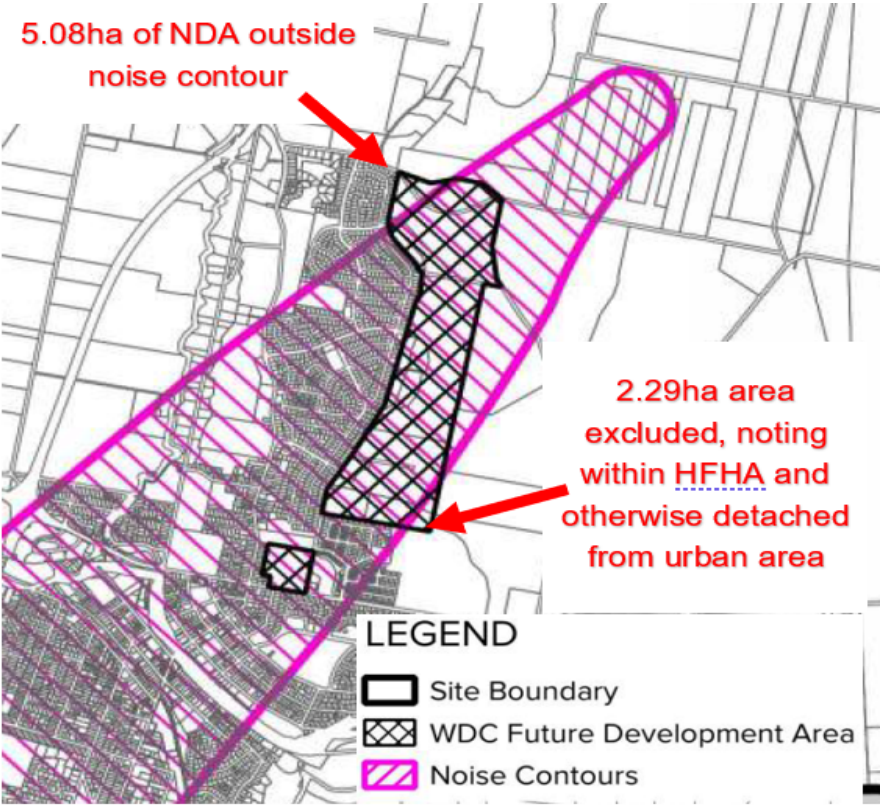 5.08ha of NDA outside
noise contour
2.29ha area
excluded, noting
within HFHA and
otherwise detached
from urban area
LEGEND
Site Boundary
WDC Future Development Area
Noise Contours